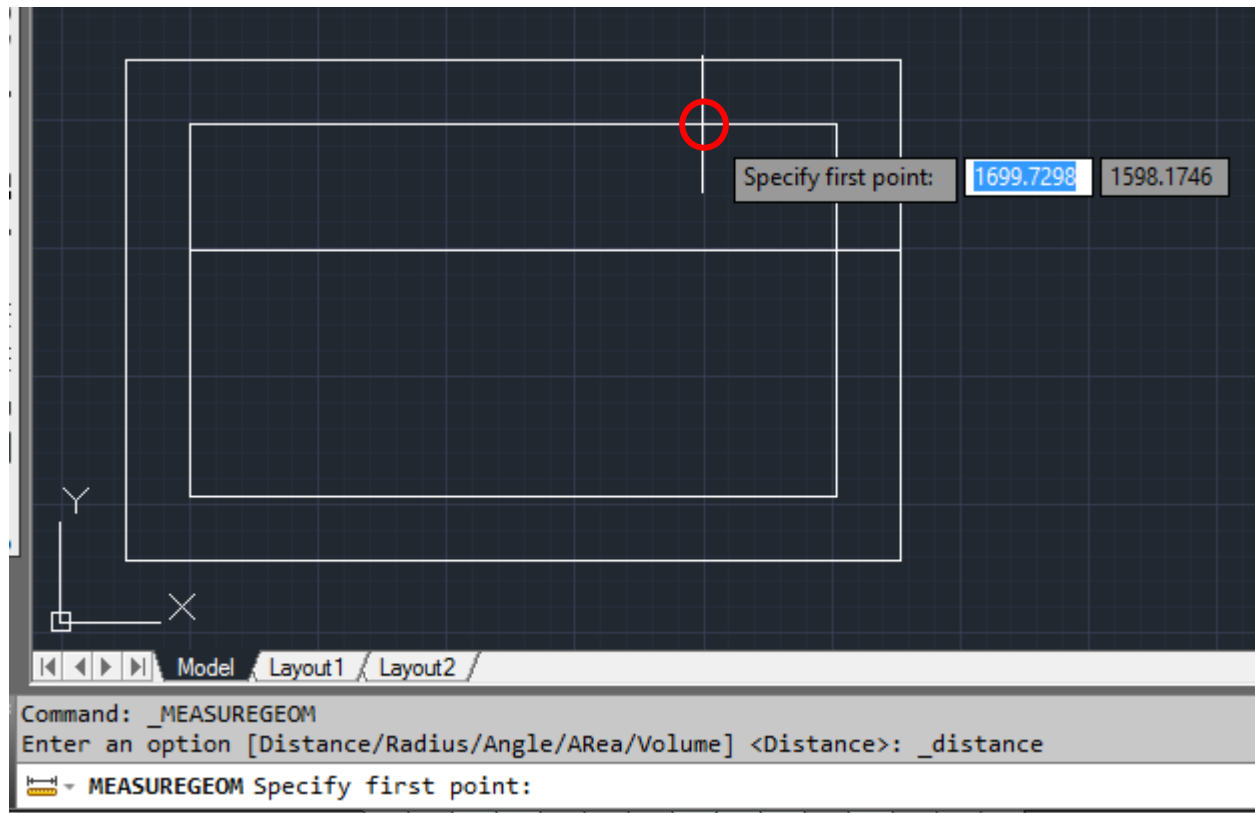 Specify first point: 1699.7298 1598.1746
Y
X
Model Layout1 Layout2
Command: _MEASUREGEOM
Enter an option [Distance/Radius/Angle/ARea/Volume] <Distance>: _distance
MEASUREGEOM Specify first point: